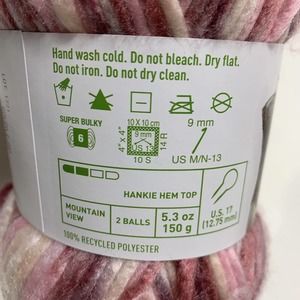 Hand wash cold. Do not bleach. Dry flat.
Do not iron. Do not dry clean.
SUPER BULKY
6
10 X 10 cm
4" x 4"
9 mm
US 13
14 R
10 S
9 mm
US M/N-13
HANKIE HEM TOP
MOUNTAIN
VIEW
2 BALLS
5.3 oz
150 g
U.S. 17
(12.75 mm)
100% RECYCLED POLYESTER